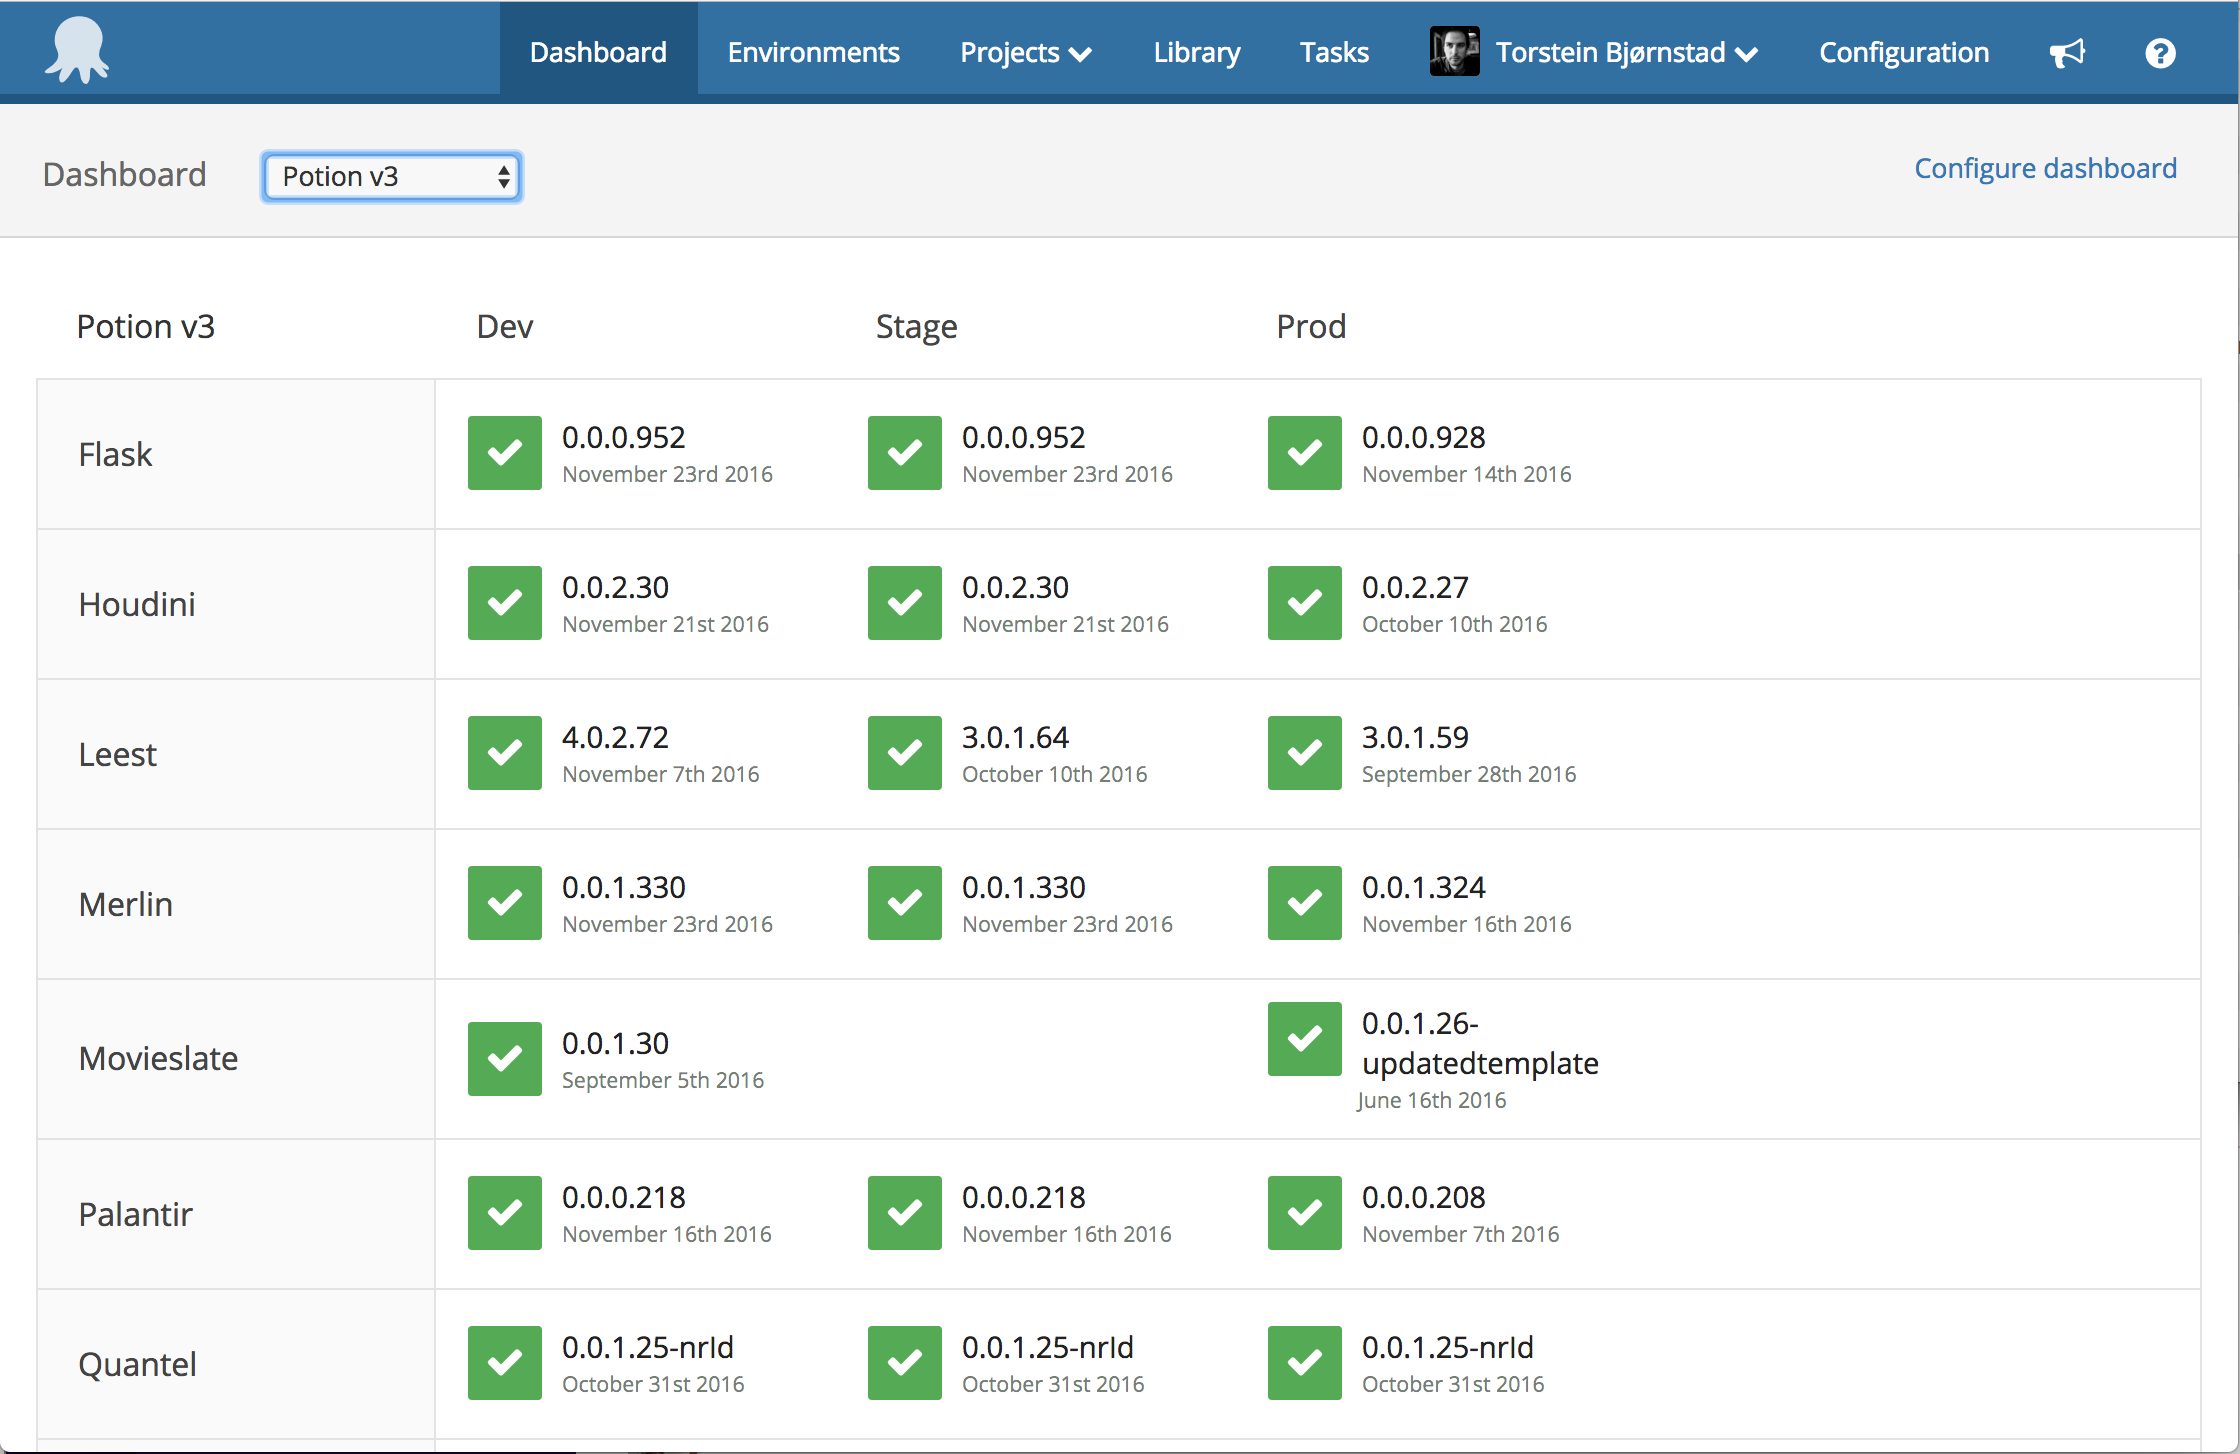 Dashboard Environments Projects Library Tasks Torstein Bjørnstad Configuration
Dashboard Potion v3 Configure dashboard
Potion v3 Dev Stage Prod
Flask
0.0.0.952
November 23rd 2016
0.0.0.952
November 23rd 2016
0.0.0.928
November 14th 2016
Houdini
0.0.2.30
November 21st 2016
0.0.2.30
November 21st 2016
0.0.2.27
October 10th 2016
Leest
4.0.2.72
November 7th 2016
3.0.1.64
October 10th 2016
3.0.1.59
September 28th 2016
Merlin
0.0.1.330
November 23rd 2016
0.0.1.330
November 23rd 2016
0.0.1.324
November 16th 2016
Movieslate
0.0.1.30
September 5th 2016
0.0.1.26-
updatedtemplate
June 16th 2016
Palantir
0.0.0.218
November 16th 2016
0.0.0.218
November 16th 2016
0.0.0.208
November 7th 2016
Quantel
0.0.1.25-nrId
October 31st 2016
0.0.1.25-nrId
October 31st 2016
0.0.1.25-nrId
October 31st 2016